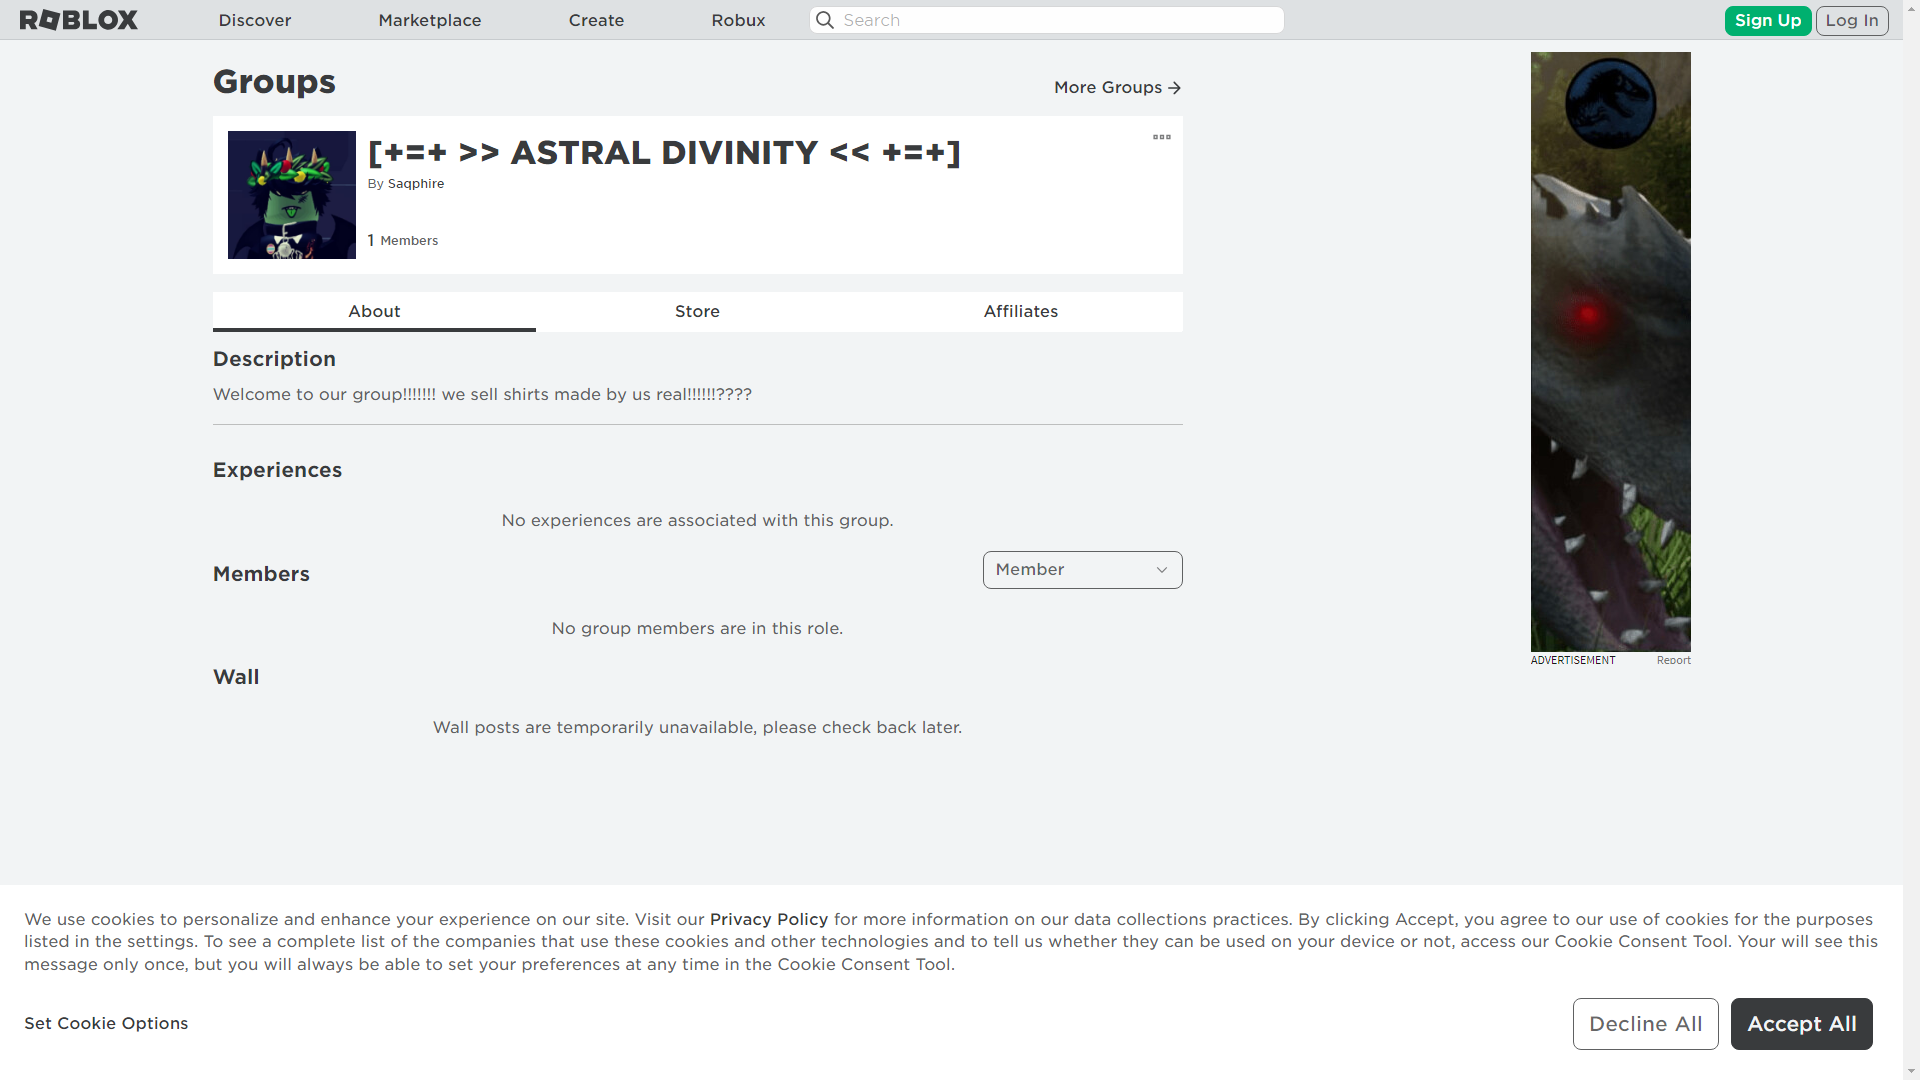 ROBLOX
Discover
Marketplace
Create
Robux
Search
Sign Up
Log In
Groups
More Groups
[+=+ >> ASTRAL DIVINITY << +=+]
By Saqphire
1 Members
About
Store
Affiliates
Description
Welcome to our group!!!!!!! we sell shirts made by us real!!!!!!????
Experiences
No experiences are associated with this group.
Members
Member
No group members are in this role.
Wall
Wall posts are temporarily unavailable, please check back later.
ADVERTISEMENT
Report
We use cookies to personalize and enhance your experience on our site. Visit our Privacy Policy for more information on our data collections practices. By clicking Accept, you agree to our use of cookies for the purposes
listed in the settings. To see a complete list of the companies that use these cookies and other technologies and to tell us whether they can be used on your device or not, access our Cookie Consent Tool. Your will see this
message only once, but you will always be able to set your preferences at any time in the Cookie Consent Tool.
Set Cookie Options
Decline All
Accept All